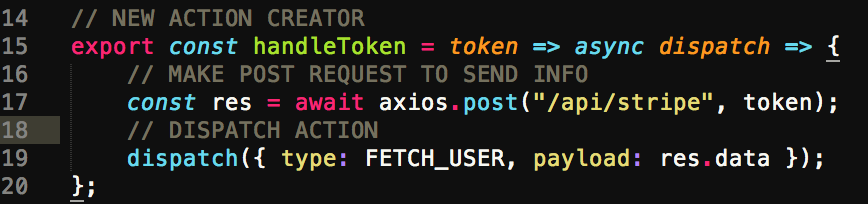 14 // NEW ACTION CREATOR
15 export const handleToken = token => async dispatch => {
16 // MAKE POST REQUEST TO SEND INFO
17 const res = await axios.post("/api/stripe", token);
18 // DISPATCH ACTION
19 dispatch({ type: FETCH_USER, payload: res.data });
20 };